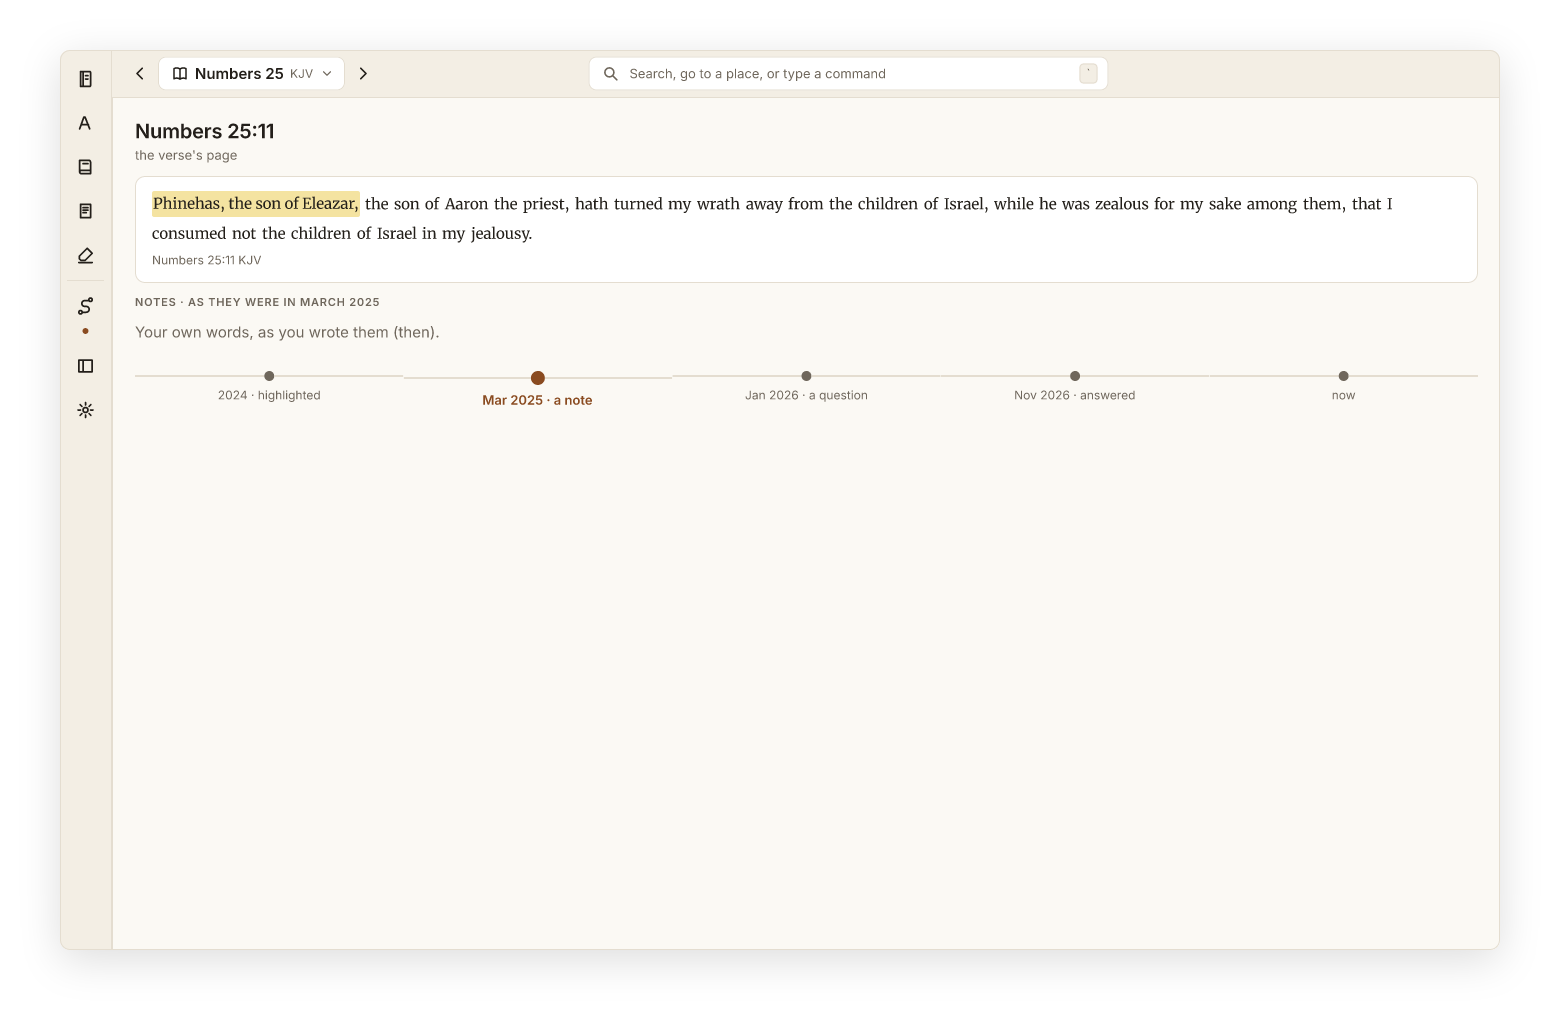 Numbers 25 KJV
Search, go to a place, or type a command
Numbers 25:11
the verse's page
Phinehas, the son of Eleazar, the son of Aaron the priest, hath turned my wrath away from the children of Israel, while he was zealous for my sake among them, that I
consumed not the children of Israel in my jealousy.
Numbers 25:11 KJV
NOTES · AS THEY WERE IN MARCH 2025
Your own words, as you wrote them (then).
2024 · highlighted
Mar 2025 · a note
Jan 2026 · a question
Nov 2026 · answered
now